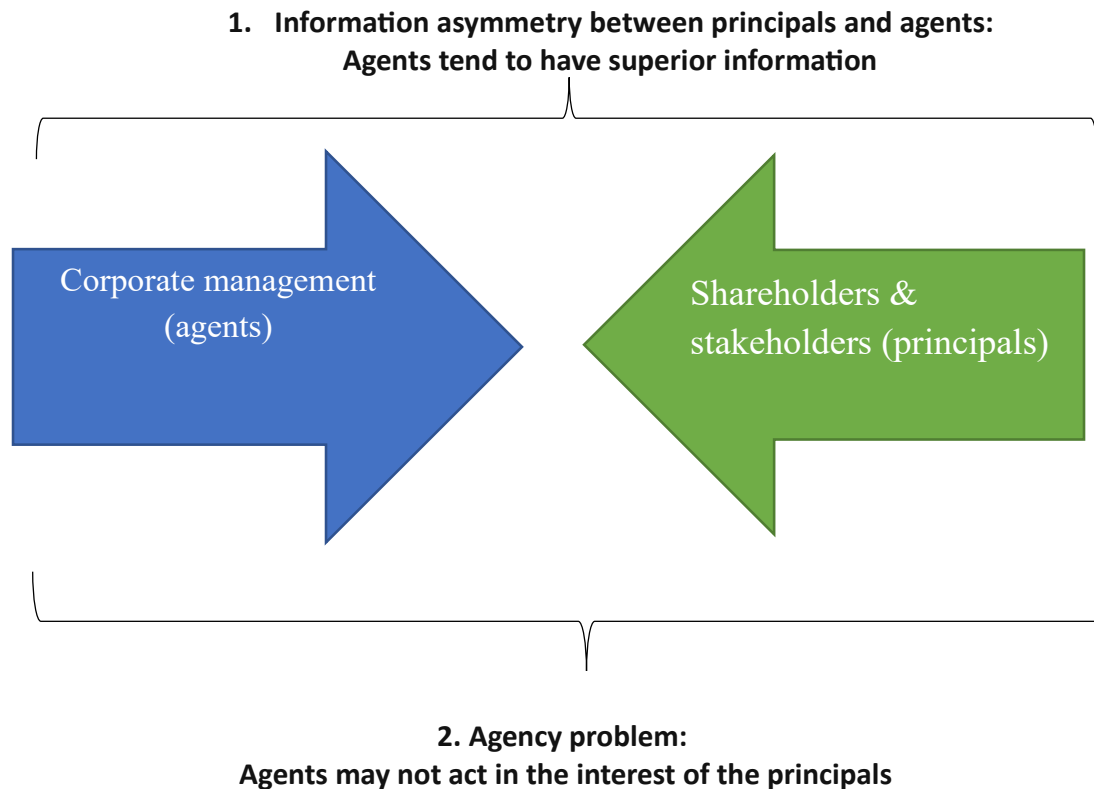 1. Information asymmetry between principals and agents:
Agents tend to have superior information
Corporate management
(agents)
Shareholders &
stakeholders (principals)
2. Agency problem:
Agents may not act in the interest of the principals